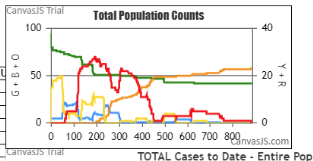 CanvasJS Trial
Total Population Counts
100
40
50
20
0
0
G + B + O
Y + R
0 100 200 300 400 500 600 700 800
CanvasJS.com
CanvasJS Trial
TOTAL Cases to Date - Entire Pop